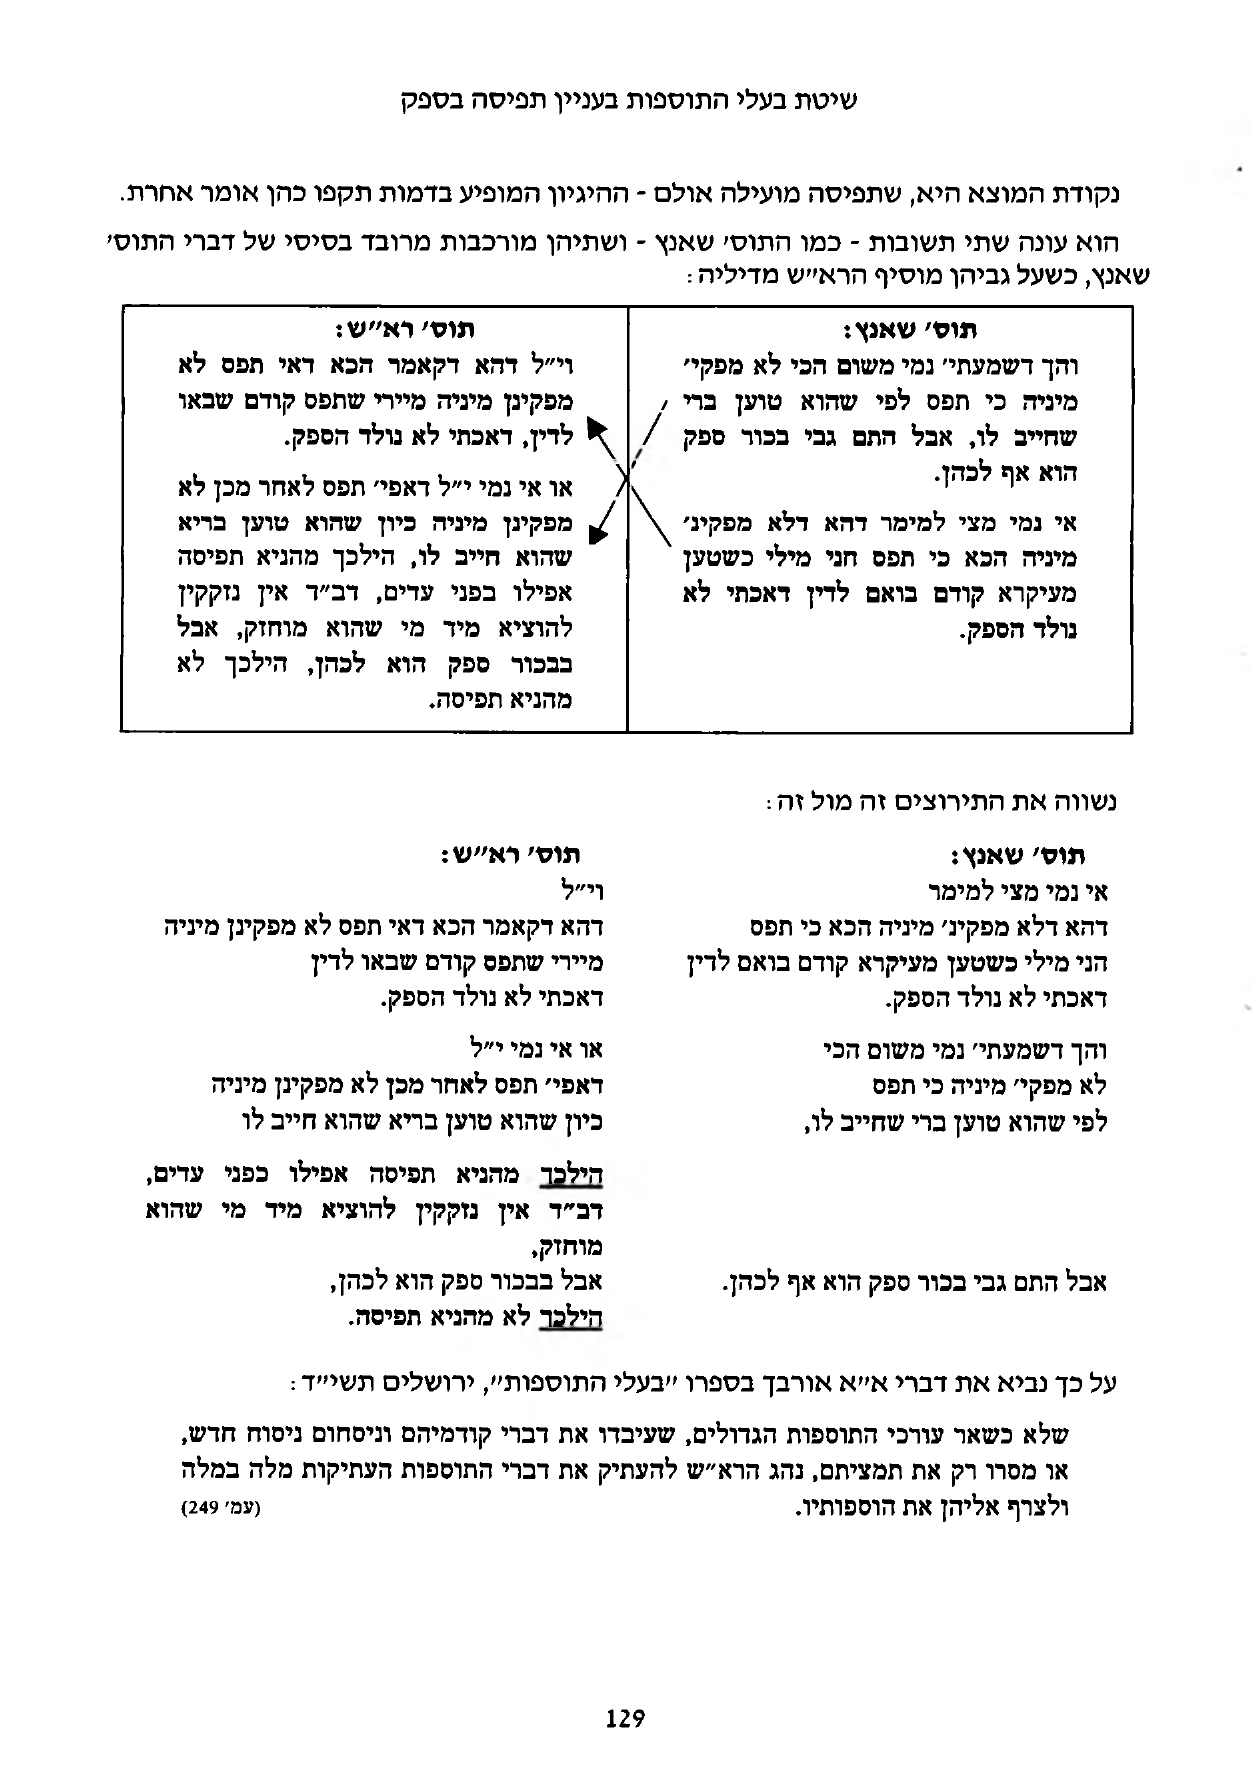 שיטת בעלי התוספות בעניין תפיסה בספק
נקודת המוצא היא, שתפיסה מועילה אולם - ההיגיון המופיע בדמות תקפו כהן אומר אחרת.
הוא עונה שתי תשובות - כמו התוס' שאנץ - ושתיהן מורכבות מרובד בסיסי של דברי התוס'
שאנץ, כשעל גביהן מוסיף הרא״ש מדיליה:
תוס' שאנץ:
והך דשמעתי' נמי משום הכי לא מפקי'
מיניה כי תפס לפי שהוא טוען ברי
שחייב לו, אבל התם גבי בכור ספק
הוא אף לכהן.
אי נמי מצי למימר דהא דלא מפקינ'
מיניה הכא כי תפס הני מילי כשטען
מעיקרא קודם בואם לדין דאכתי לא
נולד הספק.
תוס' רא״ש:
וי״ל דהא דקאמר הכא דאי תפס לא
מפקינן מיניה מיירי שתפס קודם שבאו
לדין, דאכתי לא נולד הספק.
או אי נמי י״ל דאפי' תפס לאחר מכן לא
מפקינן מיניה כיון שהוא טוען בריא
שהוא חייב לו, הילכך מהניא תפיסה
אפילו בפני עדים, דב״ד אין נזקקין
להוציא מיד מי שהוא מוחזק, אבל
בבכור ספק הוא לכהן, הילכך לא
מהניא תפיסה.
נשווה את התירוצים זה מול זה:
תוס' שאנץ:
אי נמי מצי למימר
דהא דלא מפקינ' מיניה הכא כי תפס
הני מילי כשטען מעיקרא קודם בואם לדין
דאכתי לא נולד הספק.
והך דשמעתי' נמי משום הכי
לא מפקי' מיניה כי תפס
לפי שהוא טוען ברי שחייב לו,
אבל התם גבי בכור ספק הוא אף לכהן.
תוס' רא״ש:
וי״ל
דהא דקאמר הכא דאי תפס לא מפקינן מיניה
מיירי שתפס קודם שבאו לדין
דאכתי לא נולד הספק.
או אי נמי י״ל
דאפי' תפס לאחר מכן לא מפקינן מיניה
כיון שהוא טוען בריא שהוא חייב לו
הילכך מהניא תפיסה אפילו בפני עדים,
דב״ד אין נזקקין להוציא מיד מי שהוא
מוחזק,
אבל בבכור ספק הוא לכהן,
הילכך לא מהניא תפיסה.
על כך נביא את דברי א״א אורבך בספרו ״בעלי התוספות״, ירושלים תשי״ד:
שלא כשאר עורכי התוספות הגדולים, שעיבדו את דברי קודמיהם וניסחום ניסוח חדש,
או מסרו רק את תמציתם, נהג הרא״ש להעתיק את דברי התוספות העתיקות מלה במלה
ולצרף אליהן את הוספותיו. (עמ' 249)
129